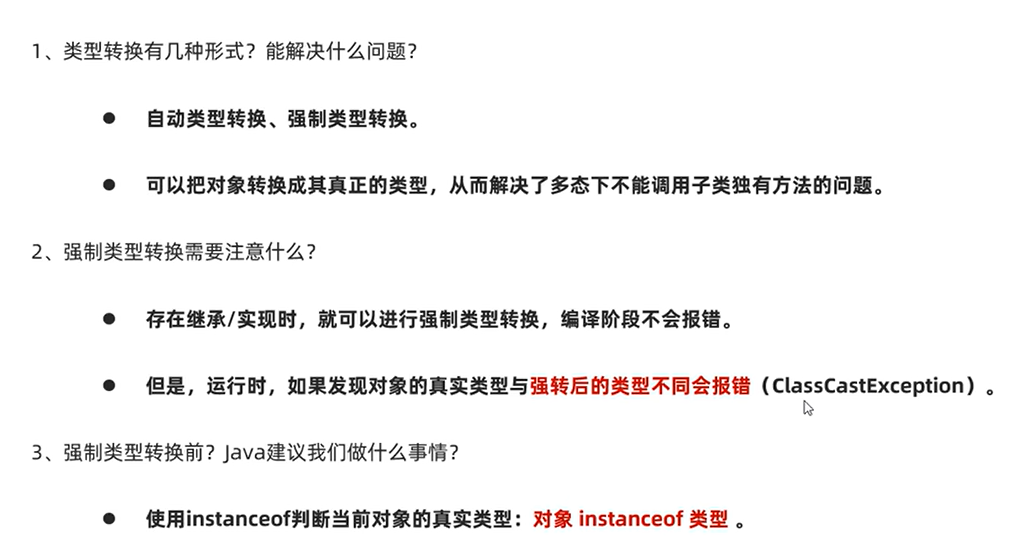 1、类型转换有几种形式？能解决什么问题？
● 自动类型转换、强制类型转换。
● 可以把对象转换成其真正的类型，从而解决了多态下不能调用子类独有方法的问题。
2、强制类型转换需要注意什么？
● 存在继承/实现时，就可以进行强制类型转换，编译阶段不会报错。
● 但是，运行时，如果发现对象的真实类型与强转后的类型不同会报错（ClassCastException）。
3、强制类型转换前？Java建议我们做什么事情？
● 使用instanceof判断当前对象的真实类型：对象 instanceof 类型 。